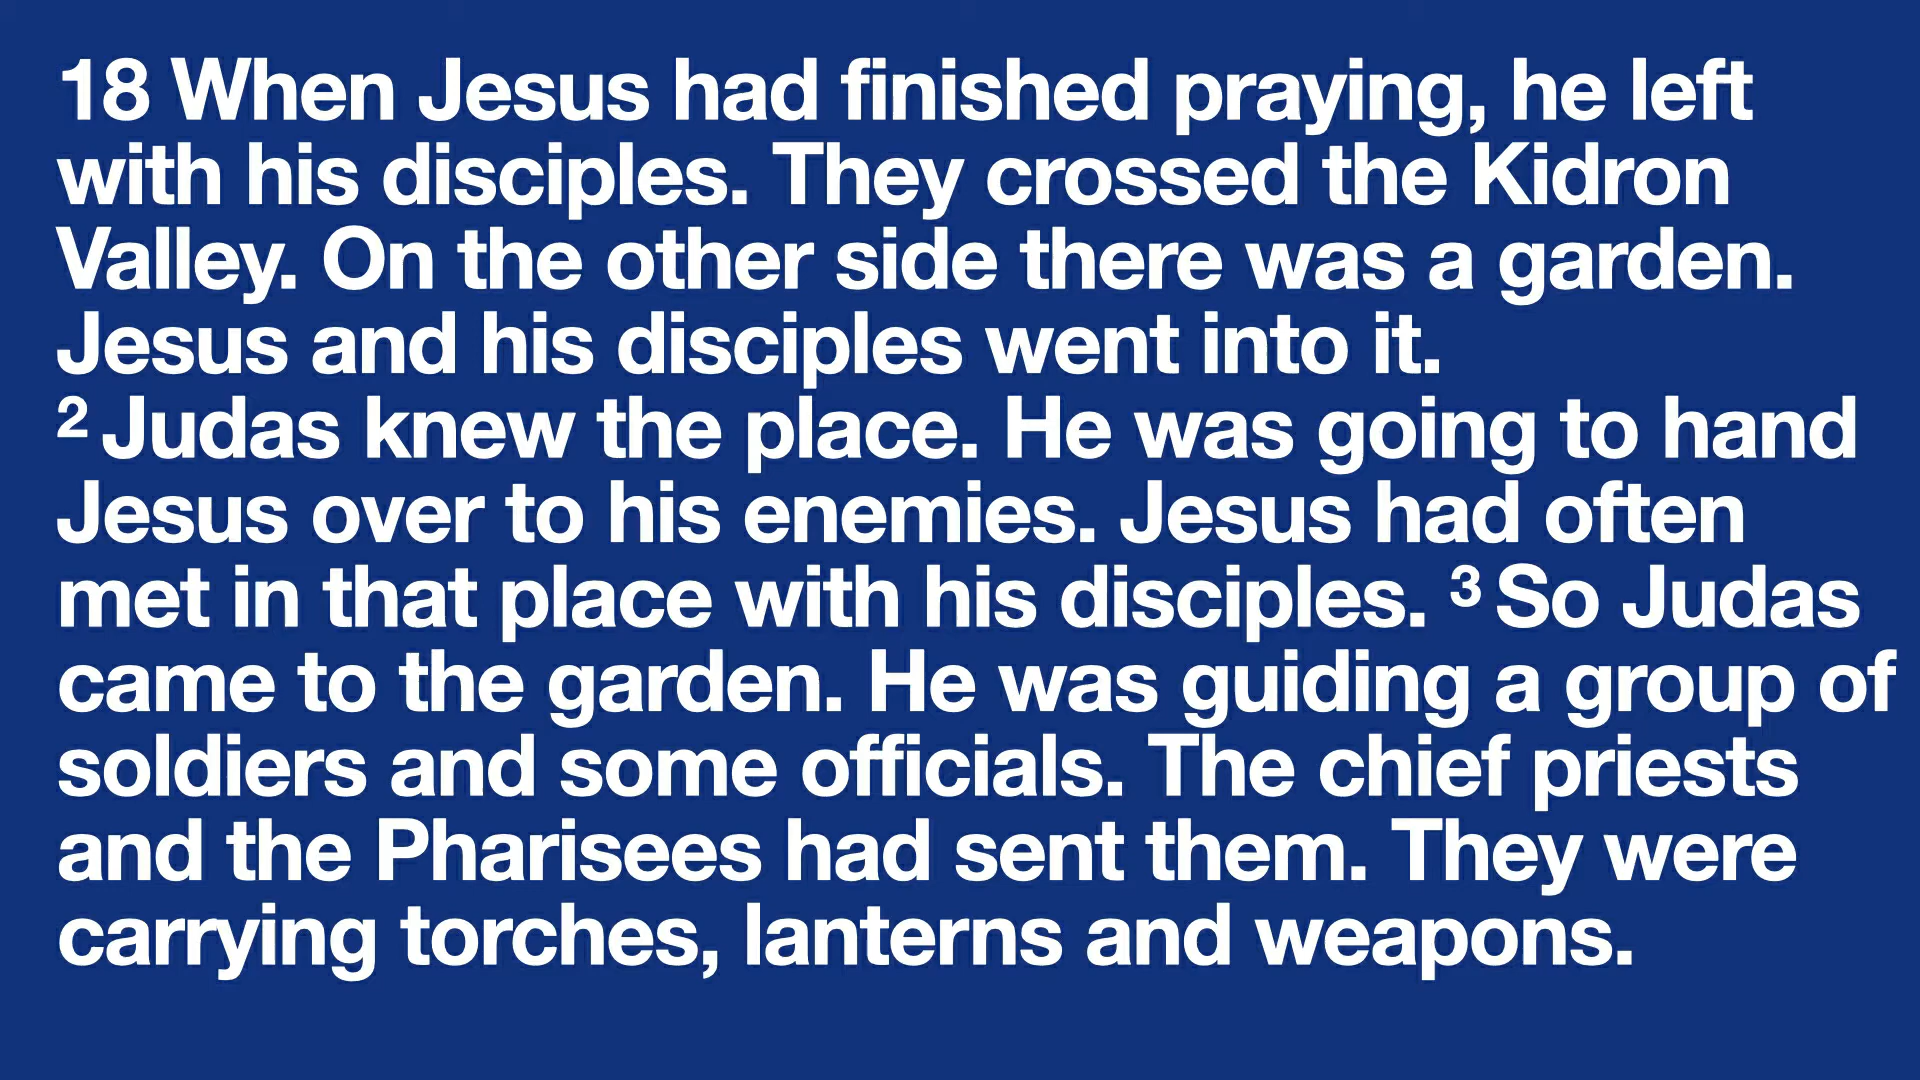 18 When Jesus had finished praying, he left
with his disciples. They crossed the Kidron
Valley. On the other side there was a garden.
Jesus and his disciples went into it.
² Judas knew the place. He was going to hand
Jesus over to his enemies. Jesus had often
met in that place with his disciples. ³ So Judas
came to the garden. He was guiding a group of
soldiers and some officials. The chief priests
and the Pharisees had sent them. They were
carrying torches, lanterns and weapons.